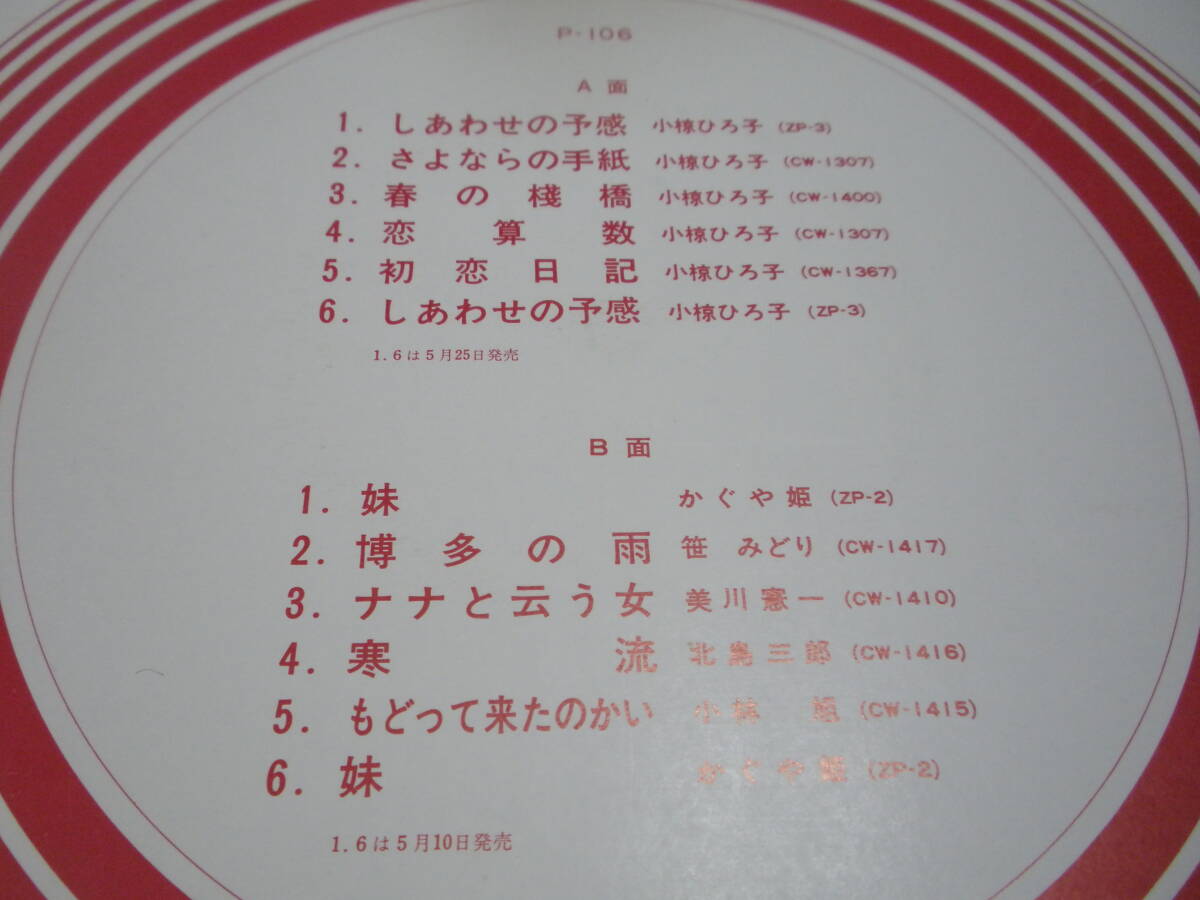 P-106
A 面
1. しあわせの予感 小椋ひろ子 (ZP-3)
2. さよならの手紙 小椋ひろ子 (CW-1307)
3. 春の棧橋 小椋ひろ子 (CW-1400)
4. 恋算数 小椋ひろ子 (CW-1307)
5. 初恋日記 小椋ひろ子 (CW-1367)
6. しあわせの予感 小椋ひろ子 (ZP-3)
1. 6は5月25日発売
B 面
1. 妹 かぐや姫 (ZP-2)
2. 博多の雨 笹 みどり (CW-1417)
3. ナナと云う女 美川憲一 (CW-1410)
4. 寒流 北島三郎 (CW-1416)
5. もどって来たのかい 小林 旭 (CW-1415)
6. 妹 かぐや姫 (ZP-2)
1. 6は5月10日発売